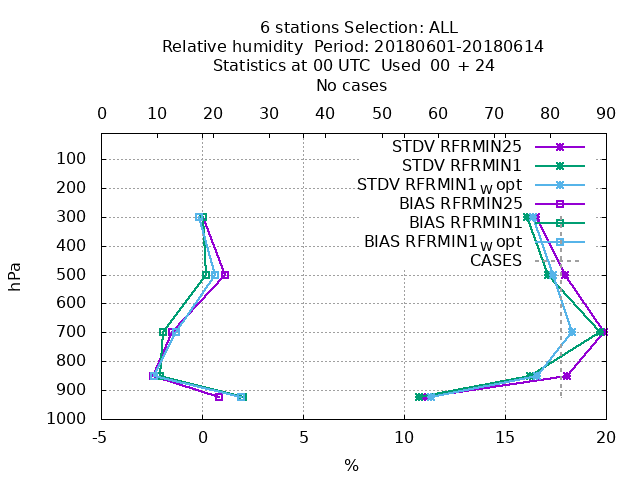 6 stations Selection: ALL
Relative humidity  Period: 20180601-20180614
Statistics at 00 UTC  Used  00 + 24
No cases
0 10 20 22 30 40 50 60 70 80 90
STDV RFRMIN25
100
STDV RFRMIN1
STDV RFRMIN1w opt
200
BIAS RFRMIN25
300
BIAS RFRMIN1
BIAS RFRMIN1w opt
400
CASES
500
hPa
600
700
800
900
1000
-5 0 5 10 15 20
%